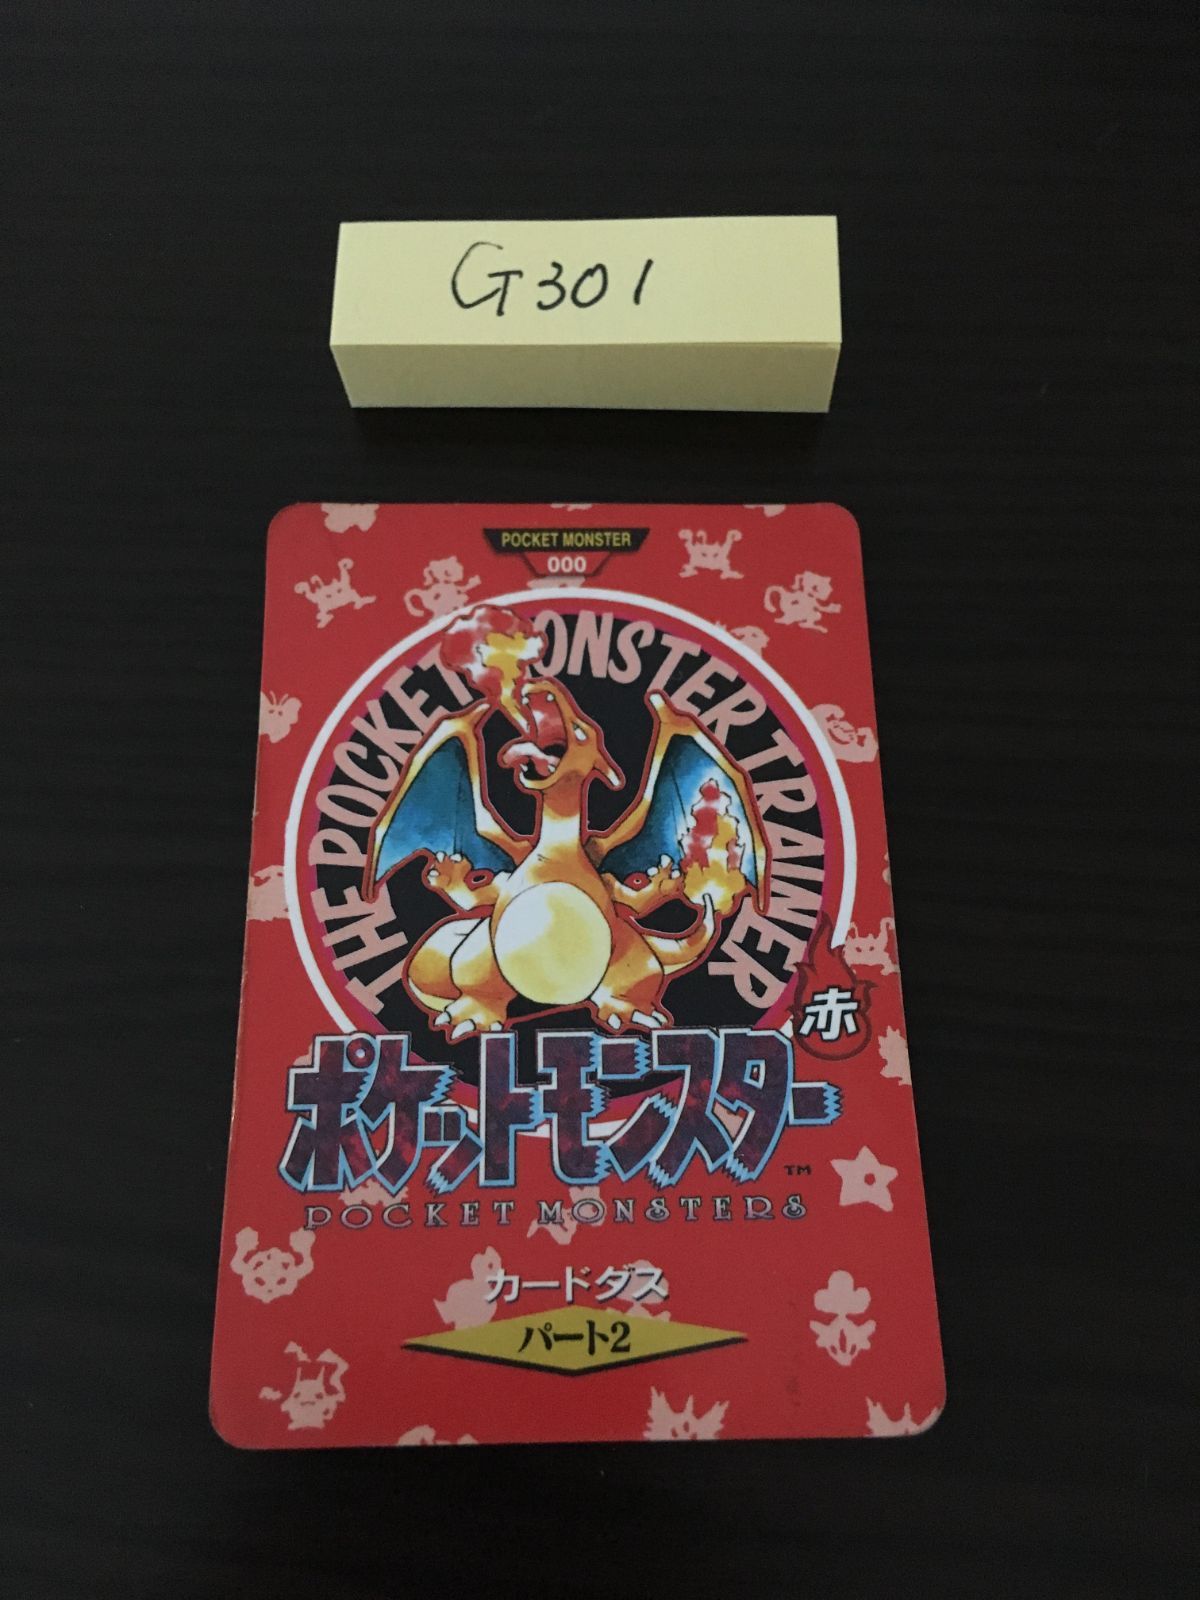 G301
POCKET MONSTER
000
THE POCKET MONSTER TRAINER
赤
ポケットモンスター
TM
POCKET MONSTERS
カードダス
パート2